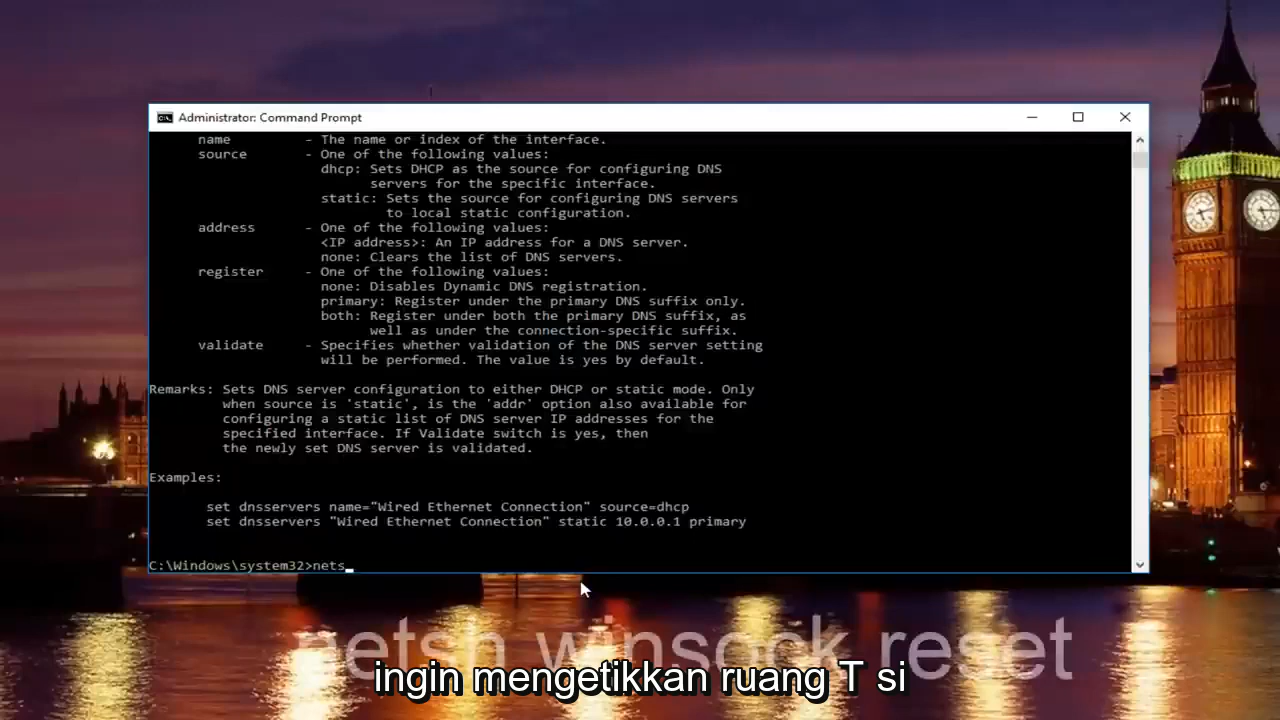 Administrator: Command Prompt
name - The name or index of the interface.
source - One of the following values:
dhcp: Sets DHCP as the source for configuring DNS
servers for the specific interface.
static: Sets the source for configuring DNS servers
to local static configuration.
address - One of the following values:
<IP address>: An IP address for a DNS server.
none: Clears the list of DNS servers.
register - One of the following values:
none: Disables Dynamic DNS registration.
primary: Register under the primary DNS suffix only.
both: Register under both the primary DNS suffix, as
well as under the connection-specific suffix.
validate - Specifies whether validation of the DNS server setting
will be performed. The value is yes by default.
Remarks: Sets DNS server configuration to either DHCP or static mode. Only
when source is 'static', is the 'addr' option also available for
configuring a static list of DNS server IP addresses for the
specified interface. If Validate switch is yes, then
the newly set DNS server is validated.
Examples:
set dnsservers name="Wired Ethernet Connection" source=dhcp
set dnsservers "Wired Ethernet Connection" static 10.0.0.1 primary
C:\Windows\system32>nets
netsh winsock reset
ingin mengetikkan ruang T si